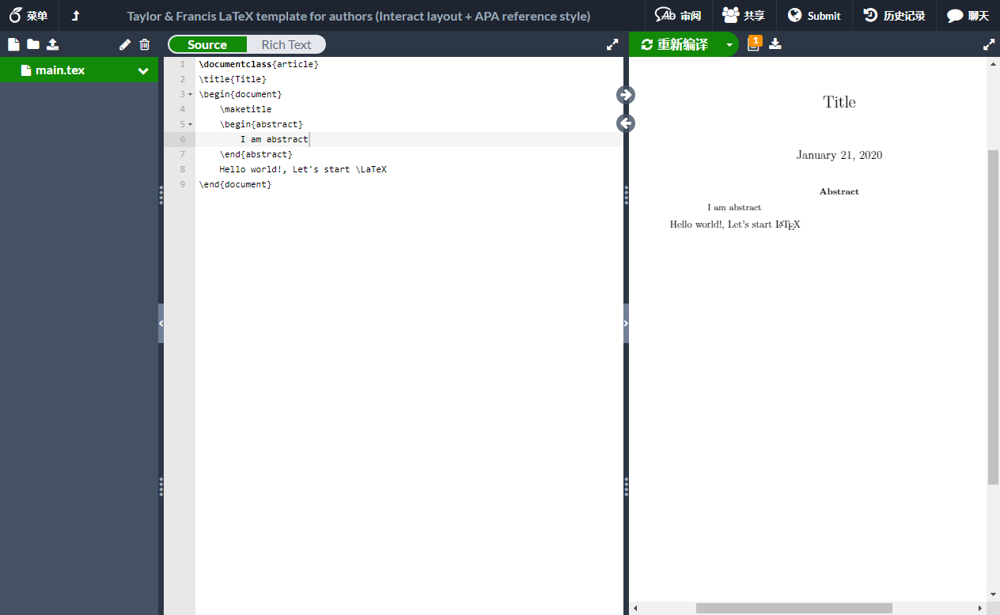 菜单
Taylor & Francis LaTeX template for authors (Interact layout + APA reference style)
Ab 审阅
共享
Submit
历史记录
聊天
Source
Rich Text
重新编译
1
main.tex
1 \documentclass{article}
2 \title{Title}
3 \begin{document}
4 \maketitle
5 \begin{abstract}
6 I am abstract
7 \end{abstract}
8 Hello world!, Let's start \LaTeX
9 \end{document}
Title
January 21, 2020
Abstract
I am abstract
Hello world!, Let's start LATEX